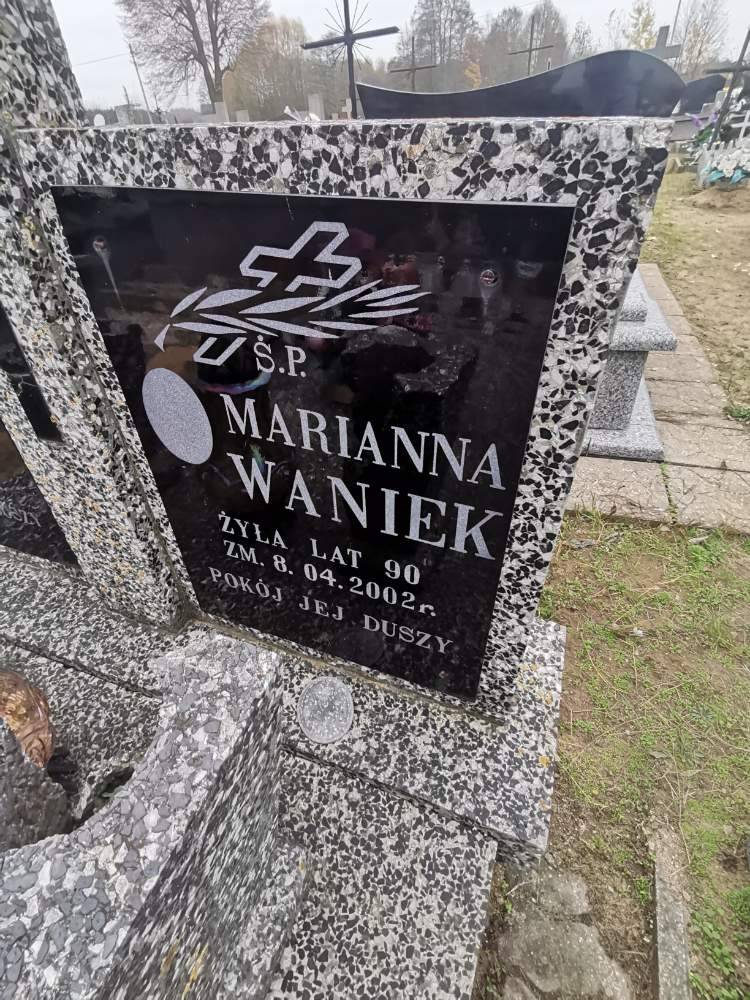 Ś.P.
MARIANNA
WANIEK
ŻYŁA LAT 90
ZM. 8.04.2002r.
POKÓJ JEJ DUSZY